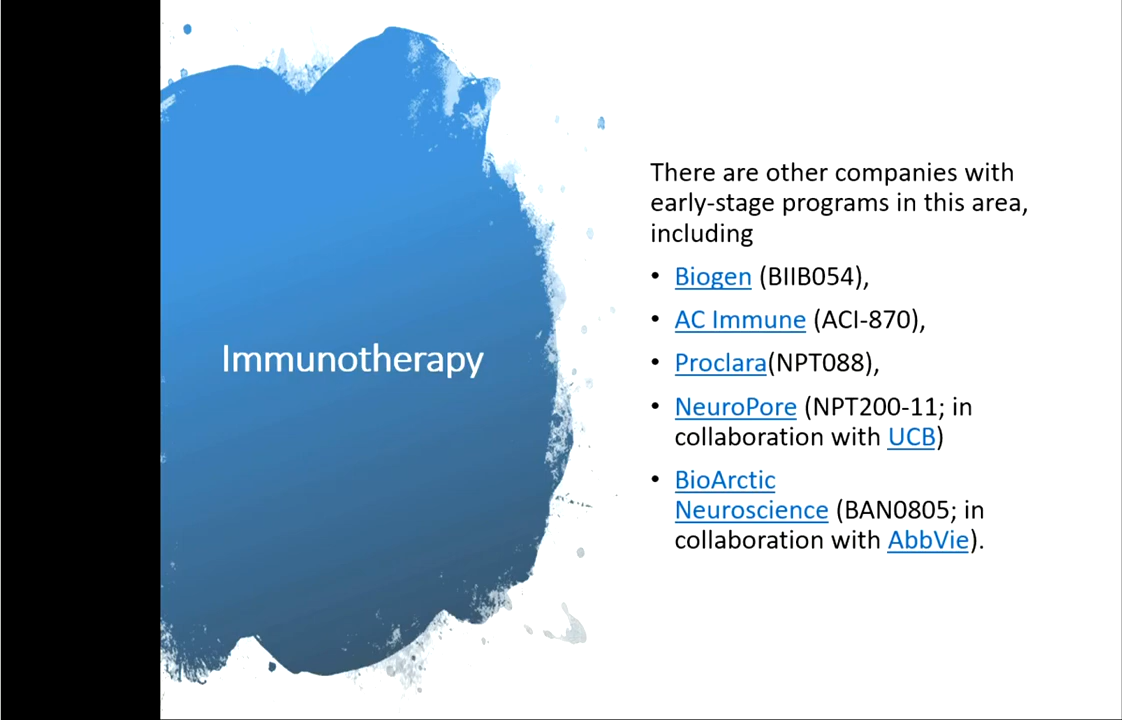 Immunotherapy
There are other companies with
early-stage programs in this area,
including
• Biogen (BIIB054),
• AC Immune (ACI-870),
• Proclara(NPT088),
• NeuroPore (NPT200-11; in
collaboration with UCB)
• BioArctic
Neuroscience (BAN0805; in
collaboration with AbbVie).